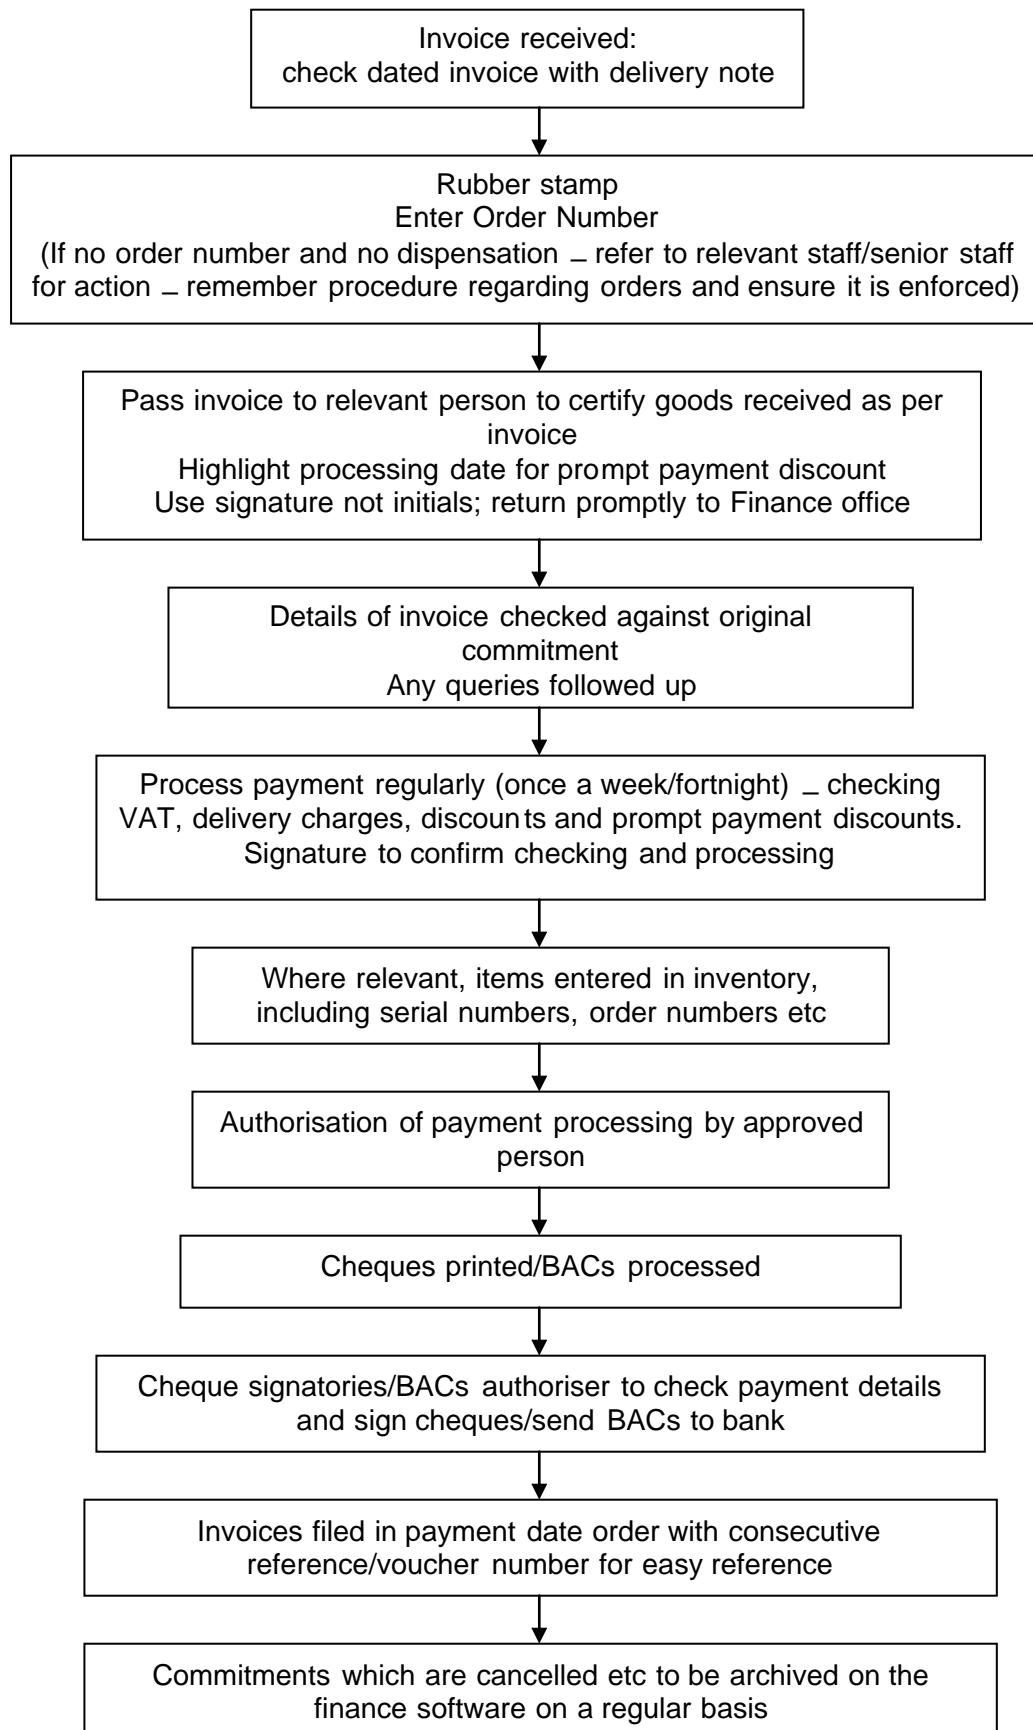 Invoice received:
check dated invoice with delivery note
Rubber stamp
Enter Order Number
(If no order number and no dispensation – refer to relevant staff/senior staff
for action – remember procedure regarding orders and ensure it is enforced)
Pass invoice to relevant person to certify goods received as per
invoice
Highlight processing date for prompt payment discount
Use signature not initials; return promptly to Finance office
Details of invoice checked against original
commitment
Any queries followed up
Process payment regularly (once a week/fortnight) – checking
VAT, delivery charges, discounts and prompt payment discounts.
Signature to confirm checking and processing
Where relevant, items entered in inventory,
including serial numbers, order numbers etc
Authorisation of payment processing by approved
person
Cheques printed/BACs processed
Cheque signatories/BACs authoriser to check payment details
and sign cheques/send BACs to bank
Invoices filed in payment date order with consecutive
reference/voucher number for easy reference
Commitments which are cancelled etc to be archived on the
finance software on a regular basis